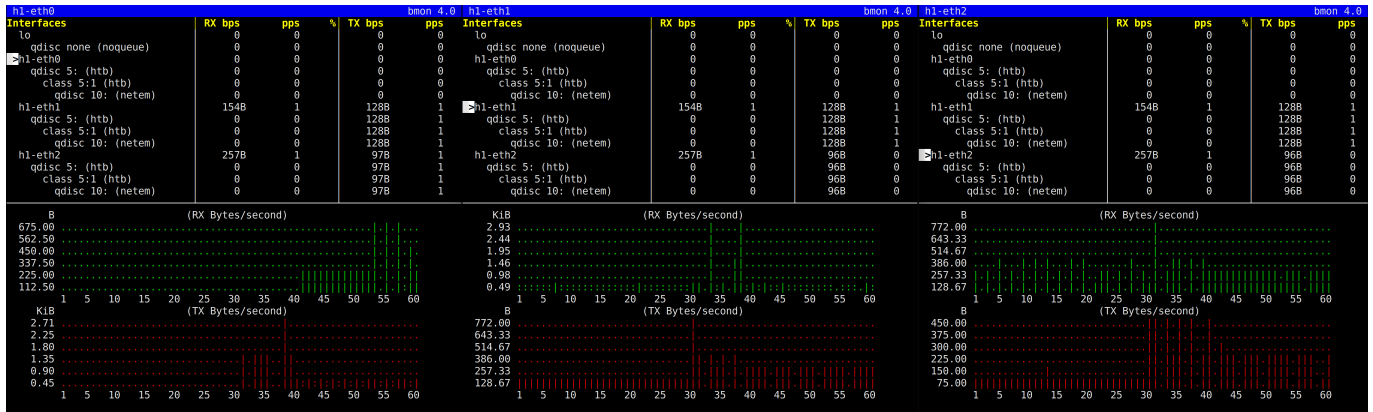 h1-eth0 bmon 4.0
Interfaces RX bps pps % TX bps pps
lo 0 0 0 0
qdisc none (noqueue) 0 0 0 0
>h1-eth0 0 0 0 0
qdisc 5: (htb) 0 0 0 0
class 5:1 (htb) 0 0 0 0
qdisc 10: (netem) 0 0 0 0
h1-eth1 154B 1 128B 1
qdisc 5: (htb) 0 0 128B 1
class 5:1 (htb) 0 0 128B 1
qdisc 10: (netem) 0 0 128B 1
h1-eth2 257B 1 97B 1
qdisc 5: (htb) 0 0 97B 1
class 5:1 (htb) 0 0 97B 1
qdisc 10: (netem) 0 0 97B 1
B (RX Bytes/second)
675.00
562.50
450.00
337.50
225.00
112.50
1 5 10 15 20 25 30 35 40 45 50 55 60
KiB (TX Bytes/second)
2.71
2.25
1.80
1.35
0.90
0.45
1 5 10 15 20 25 30 35 40 45 50 55 60
h1-eth1 bmon 4.0
Interfaces RX bps pps % TX bps pps
lo 0 0 0 0
qdisc none (noqueue) 0 0 0 0
h1-eth0 0 0 0 0
qdisc 5: (htb) 0 0 0 0
class 5:1 (htb) 0 0 0 0
qdisc 10: (netem) 0 0 0 0
>h1-eth1 154B 1 128B 1
qdisc 5: (htb) 0 0 128B 1
class 5:1 (htb) 0 0 128B 1
qdisc 10: (netem) 0 0 128B 1
h1-eth2 257B 1 96B 0
qdisc 5: (htb) 0 0 96B 0
class 5:1 (htb) 0 0 96B 0
qdisc 10: (netem) 0 0 96B 0
KiB (RX Bytes/second)
2.93
2.44
1.95
1.46
0.98
0.49
1 5 10 15 20 25 30 35 40 45 50 55 60
B (TX Bytes/second)
772.00
643.33
514.67
386.00
257.33
128.67
1 5 10 15 20 25 30 35 40 45 50 55 60
h1-eth2 bmon 4.0
Interfaces RX bps pps % TX bps pps
lo 0 0 0 0
qdisc none (noqueue) 0 0 0 0
h1-eth0 0 0 0 0
qdisc 5: (htb) 0 0 0 0
class 5:1 (htb) 0 0 0 0
qdisc 10: (netem) 0 0 0 0
h1-eth1 154B 1 128B 1
qdisc 5: (htb) 0 0 128B 1
class 5:1 (htb) 0 0 128B 1
qdisc 10: (netem) 0 0 128B 1
>h1-eth2 257B 1 96B 0
qdisc 5: (htb) 0 0 96B 0
class 5:1 (htb) 0 0 96B 0
qdisc 10: (netem) 0 0 96B 0
B (RX Bytes/second)
772.00
643.33
514.67
386.00
257.33
128.67
1 5 10 15 20 25 30 35 40 45 50 55 60
B (TX Bytes/second)
450.00
375.00
300.00
225.00
150.00
75.00
1 5 10 15 20 25 30 35 40 45 50 55 60